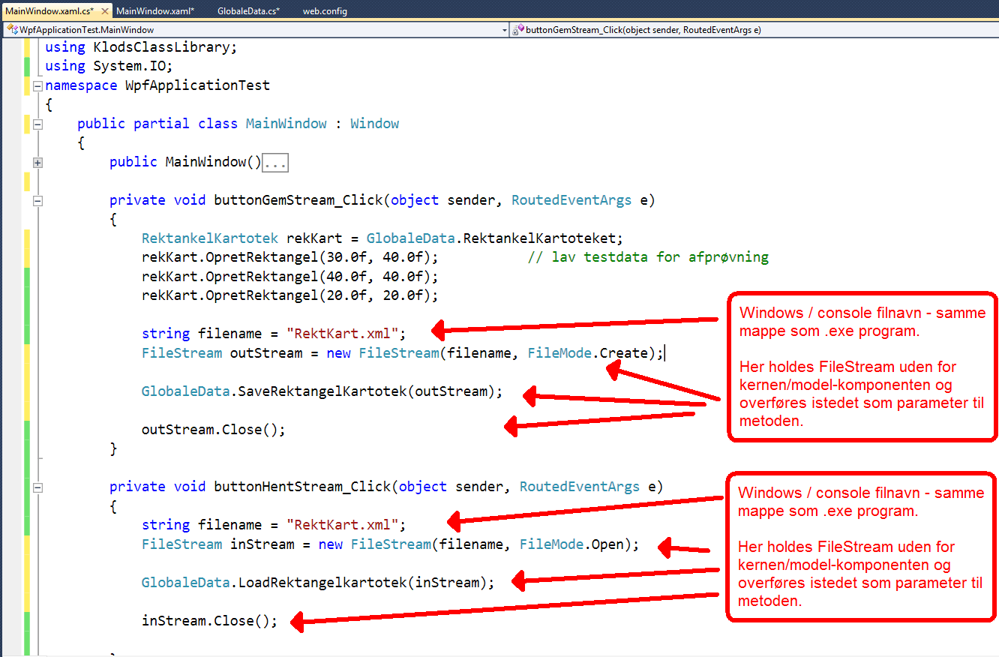 MainWindow.xaml.cs* MainWindow.xaml* GlobaleData.cs* web.config
WpfApplicationTest.MainWindow buttonGemStream_Click(object sender, RoutedEventArgs e)
using KlodsClassLibrary;
using System.IO;
namespace WpfApplicationTest
{
public partial class MainWindow : Window
{
public MainWindow()...
private void buttonGemStream_Click(object sender, RoutedEventArgs e)
{
RektankelKartotek rekKart = GlobaleData.RektankelKartoteket;
rekKart.OpretRektangel(30.0f, 40.0f); // lav testdata for afprøvning
rekKart.OpretRektangel(40.0f, 40.0f);
rekKart.OpretRektangel(20.0f, 20.0f);
string filename = "RektKart.xml";
FileStream outStream = new FileStream(filename, FileMode.Create);
GlobaleData.SaveRektangelKartotek(outStream);
outStream.Close();
}
Windows / console filnavn - samme
mappe som .exe program.
Her holdes FileStream uden for
kernen/model-komponenten og
overføres istedet som parameter til
metoden.
private void buttonHentStream_Click(object sender, RoutedEventArgs e)
{
string filename = "RektKart.xml";
FileStream inStream = new FileStream(filename, FileMode.Open);
GlobaleData.LoadRektangelkartotek(inStream);
inStream.Close();
Windows / console filnavn - samme
mappe som .exe program.
Her holdes FileStream uden for
kernen/model-komponenten og
overføres istedet som parameter til
metoden.